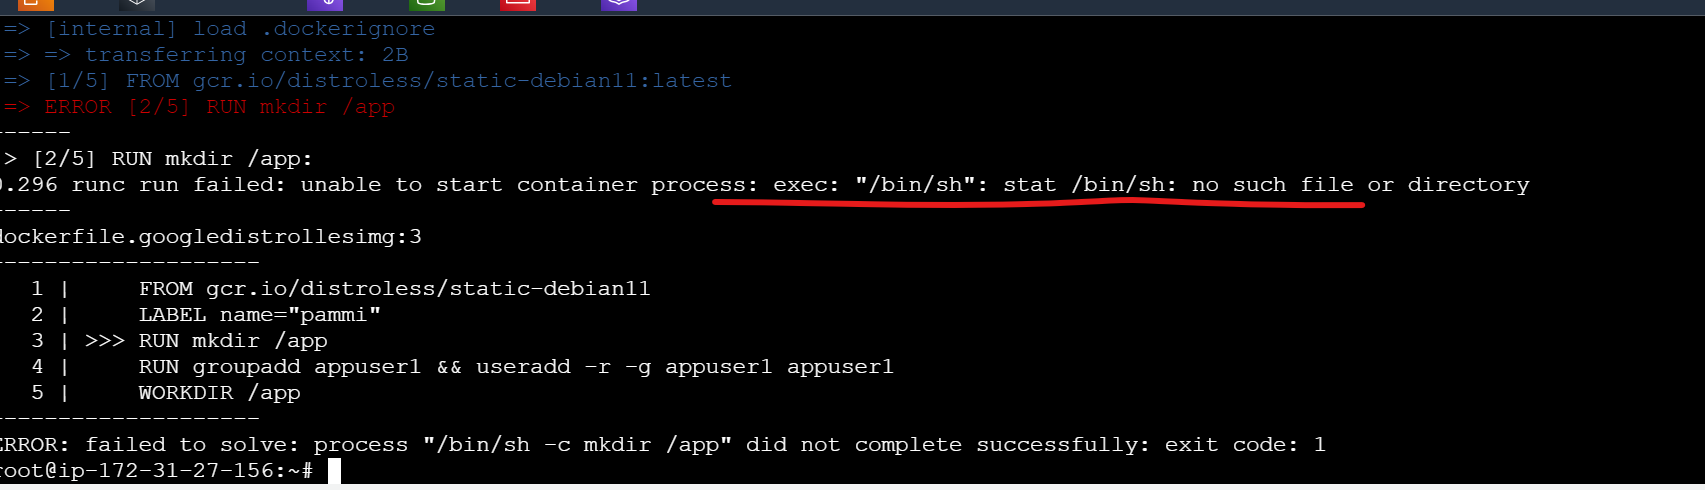 => [internal] load .dockerignore
=> => transferring context: 2B
=> [1/5] FROM gcr.io/distroless/static-debian11:latest
=> ERROR [2/5] RUN mkdir /app
------
> [2/5] RUN mkdir /app:
0.296 runc run failed: unable to start container process: exec: "/bin/sh": stat /bin/sh: no such file or directory
------
dockerfile.googledistrollesimg:3
--------------------
1 | FROM gcr.io/distroless/static-debian11
2 | LABEL name="pammi"
3 | >>> RUN mkdir /app
4 | RUN groupadd appuser1 && useradd -r -g appuser1 appuser1
5 | WORKDIR /app
--------------------
ERROR: failed to solve: process "/bin/sh -c mkdir /app" did not complete successfully: exit code: 1
root@ip-172-31-27-156:~#